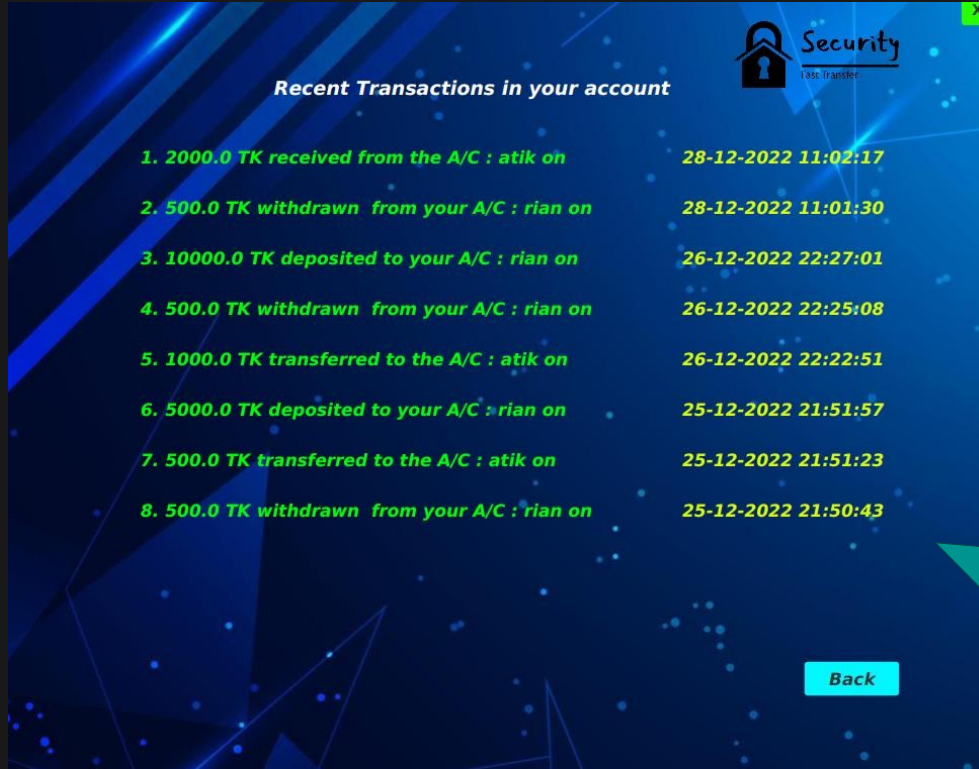 X
Security
Fast Transfer
Recent Transactions in your account
1. 2000.0 TK received from the A/C : atik on 28-12-2022 11:02:17
2. 500.0 TK withdrawn  from your A/C : rian on 28-12-2022 11:01:30
3. 10000.0 TK deposited to your A/C : rian on 26-12-2022 22:27:01
4. 500.0 TK withdrawn  from your A/C : rian on 26-12-2022 22:25:08
5. 1000.0 TK transferred to the A/C : atik on 26-12-2022 22:22:51
6. 5000.0 TK deposited to your A/C : rian on 25-12-2022 21:51:57
7. 500.0 TK transferred to the A/C : atik on 25-12-2022 21:51:23
8. 500.0 TK withdrawn  from your A/C : rian on 25-12-2022 21:50:43
Back